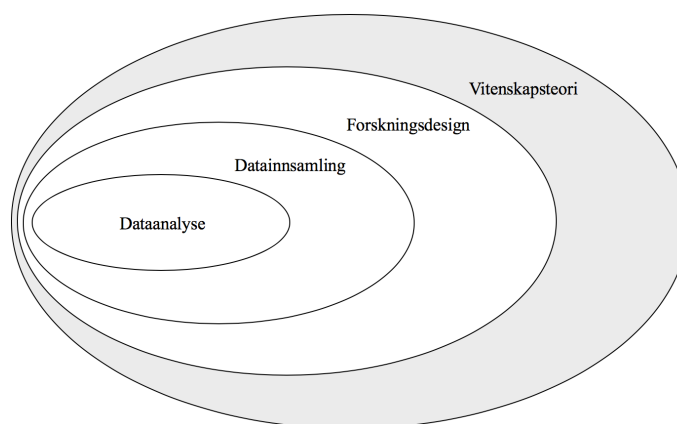 Vitenskapsteori
Forskningsdesign
Datainnsamling
Dataanalyse